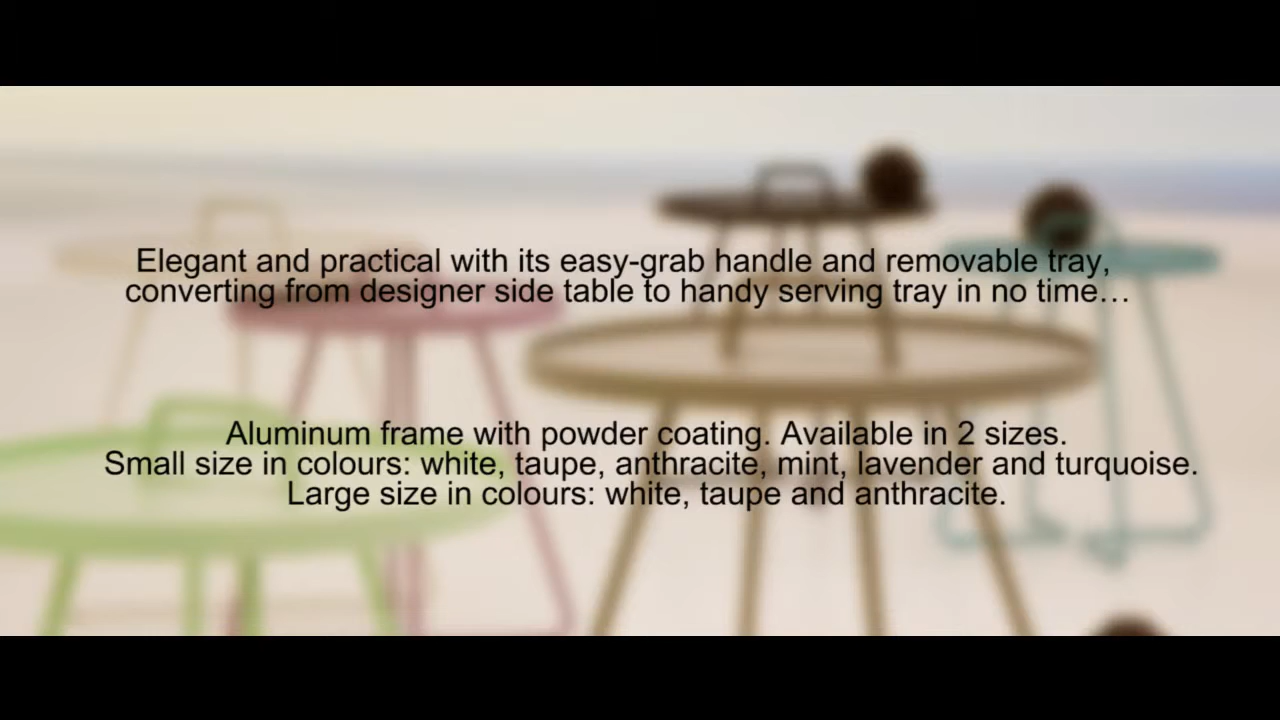 Elegant and practical with its easy-grab handle and removable tray,
converting from designer side table to handy serving tray in no time…
Aluminum frame with powder coating. Available in 2 sizes.
Small size in colours: white, taupe, anthracite, mint, lavender and turquoise.
Large size in colours: white, taupe and anthracite.